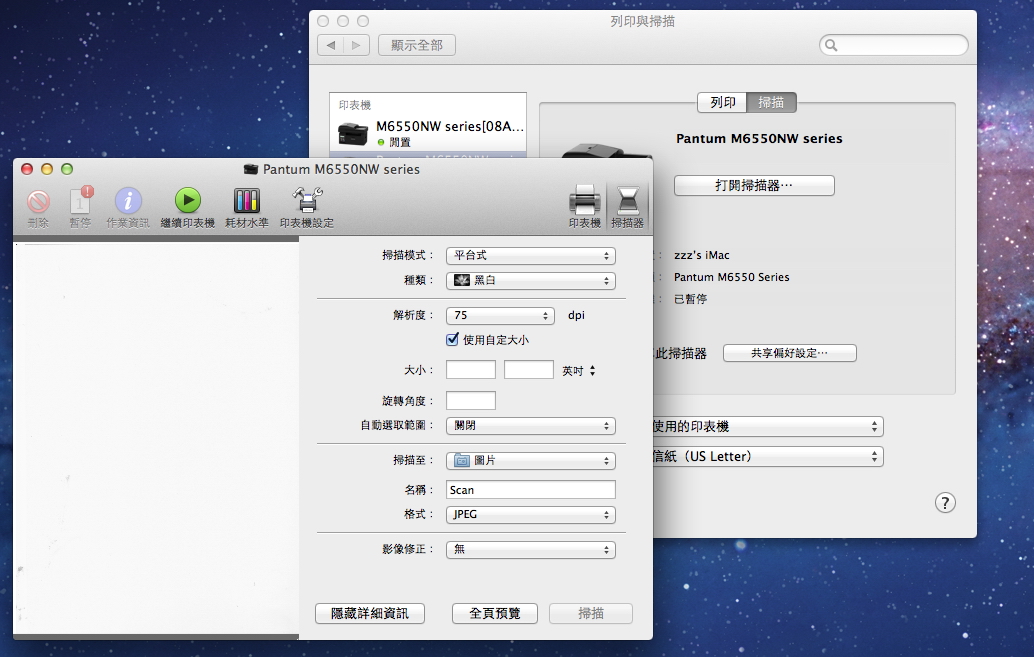 列印與掃描
顯示全部
印表機
M6550NW series[08A...
閒置
列印
掃描
Pantum M6550NW series
打開掃描器…
zzz's iMac
Pantum M6550 Series
已暫停
此掃描器
共享偏好設定…
使用的印表機
信紙（US Letter）
?
Pantum M6550NW series
刪除
暫停
作業資訊
繼續印表機
耗材水準
印表機設定
印表機
掃描器
掃描模式：
平台式
種類：
黑白
解析度：
75
dpi
使用自定大小
大小：
英吋
旋轉角度：
自動選取範圍：
關閉
掃描至：
圖片
名稱：
Scan
格式：
JPEG
影像修正：
無
隱藏詳細資訊
全頁預覽
掃描